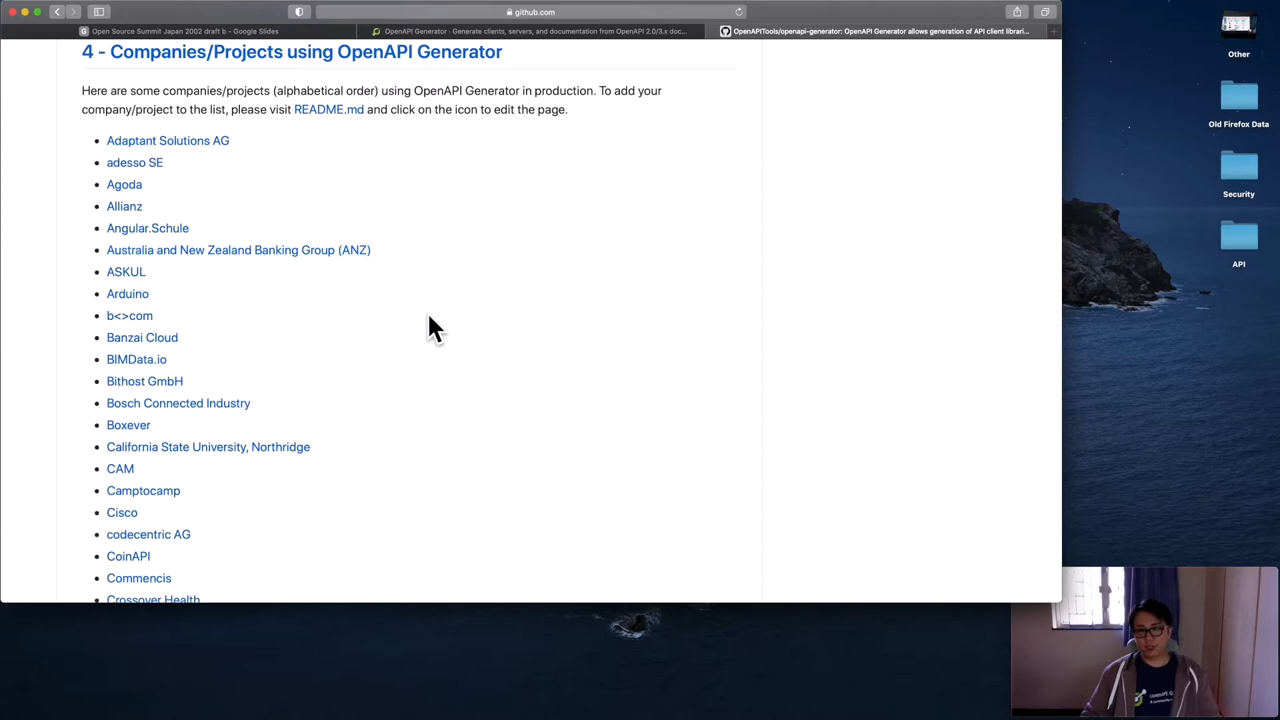 github.com
Open Source Summit Japan 2002 draft b - Google Slides
OpenAPI Generator · Generate clients, servers, and documentation from OpenAPI 2.0/3.x doc...
OpenAPITools/openapi-generator: OpenAPI Generator allows generation of API client librari...
4 - Companies/Projects using OpenAPI Generator
Here are some companies/projects (alphabetical order) using OpenAPI Generator in production. To add your
company/project to the list, please visit README.md and click on the icon to edit the page.
Adaptant Solutions AG
adesso SE
Agoda
Allianz
Angular.Schule
Australia and New Zealand Banking Group (ANZ)
ASKUL
Arduino
b<>com
Banzai Cloud
BIMData.io
Bithost GmbH
Bosch Connected Industry
Boxever
California State University, Northridge
CAM
Camptocamp
Cisco
codecentric AG
CoinAPI
Commencis
Crossover Health
Other
Old Firefox Data
Security
API